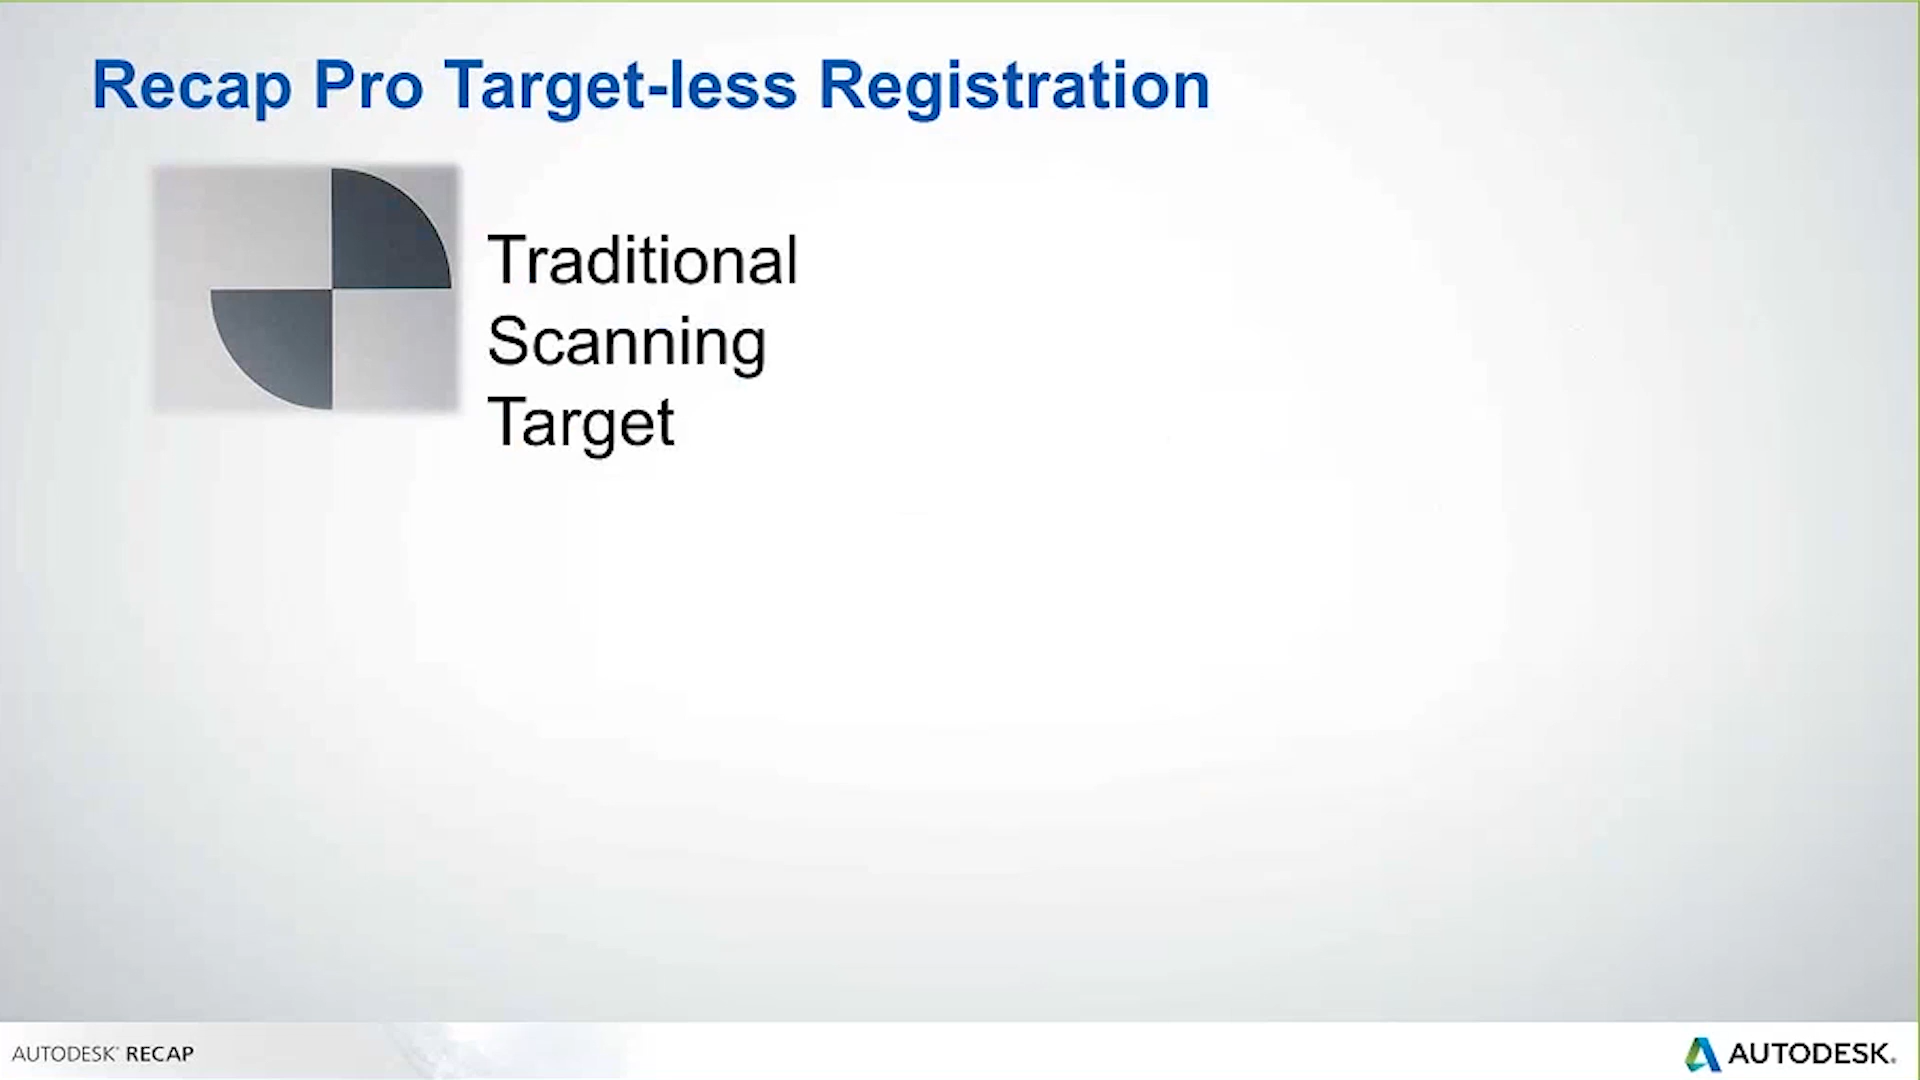 Recap Pro Target-less Registration
Traditional
Scanning
Target
AUTODESK® RECAP
AUTODESK.